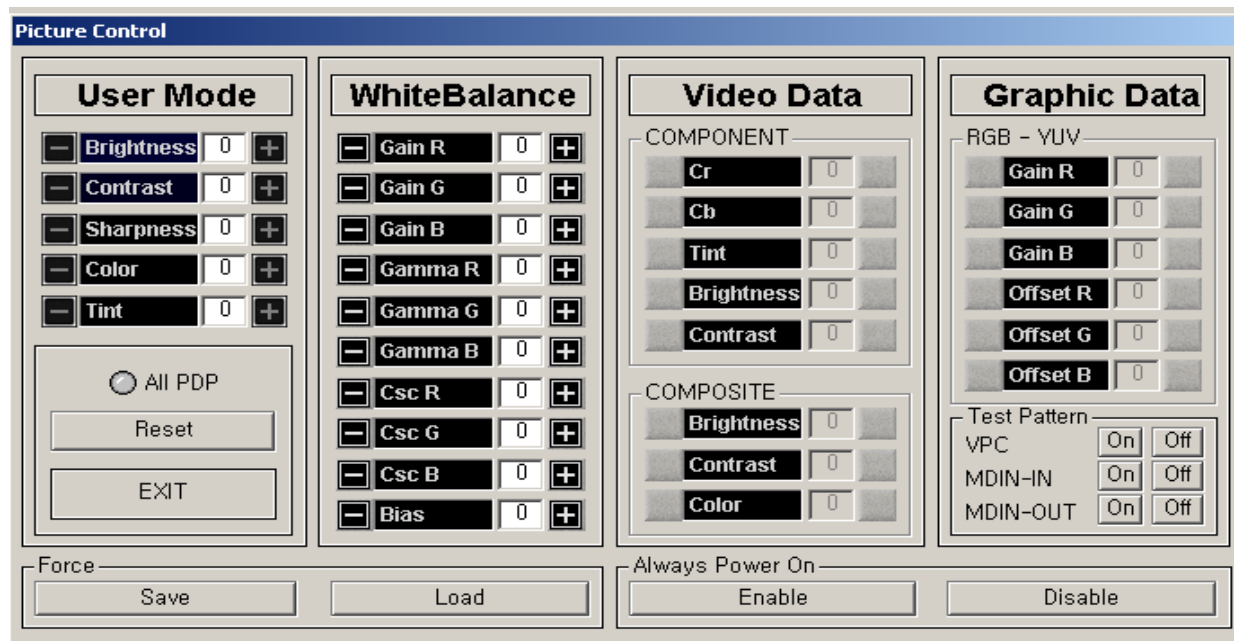 Picture Control
User Mode
Brightness 0
Contrast 0
Sharpness 0
Color 0
Tint 0
All PDP
Reset
EXIT
WhiteBalance
Gain R 0
Gain G 0
Gain B 0
Gamma R 0
Gamma G 0
Gamma B 0
Csc R 0
Csc G 0
Csc B 0
Bias 0
Video Data
COMPONENT
Cr 0
Cb 0
Tint 0
Brightness 0
Contrast 0
COMPOSITE
Brightness 0
Contrast 0
Color 0
Graphic Data
RGB - YUV
Gain R 0
Gain G 0
Gain B 0
Offset R 0
Offset G 0
Offset B 0
Test Pattern
VPC On Off
MDIN-IN On Off
MDIN-OUT On Off
Force
Save Load
Always Power On
Enable Disable